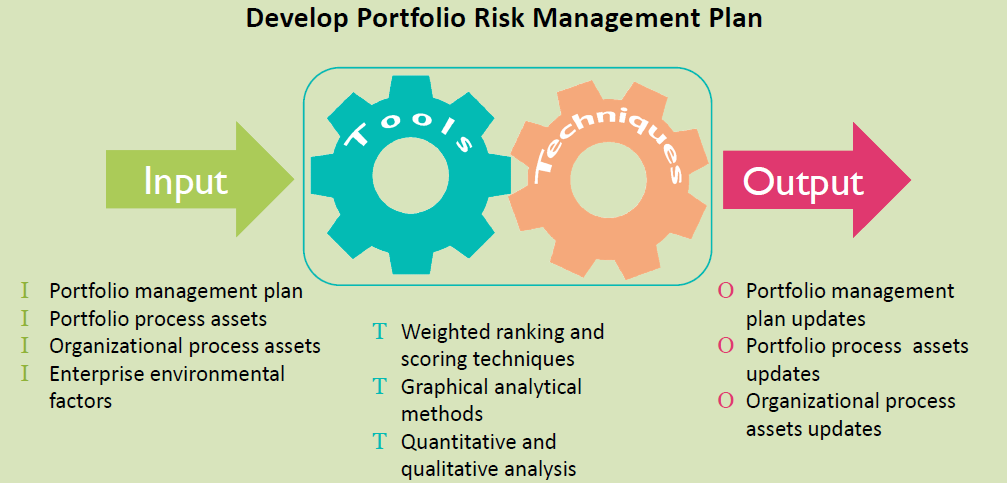 Develop Portfolio Risk Management Plan
Input
Tools
Techniques
Output
I Portfolio management plan
I Portfolio process assets
I Organizational process assets
I Enterprise environmental
factors
T Weighted ranking and
scoring techniques
T Graphical analytical
methods
T Quantitative and
qualitative analysis
O Portfolio management
plan updates
O Portfolio process assets
updates
O Organizational process
assets updates